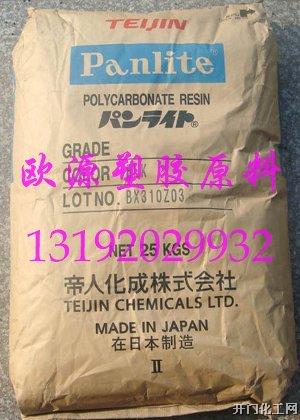 TEIJIN
Panlite®
POLYCARBONATE RESIN
パンライト®
GRADE
欧源塑胶原料
LOT NO. BX310Z03
13192029932
NET 25 KGS
帝人化成株式会社
TEIJIN CHEMICALS LTD.
MADE IN JAPAN
在日本制造
II
开门化工网